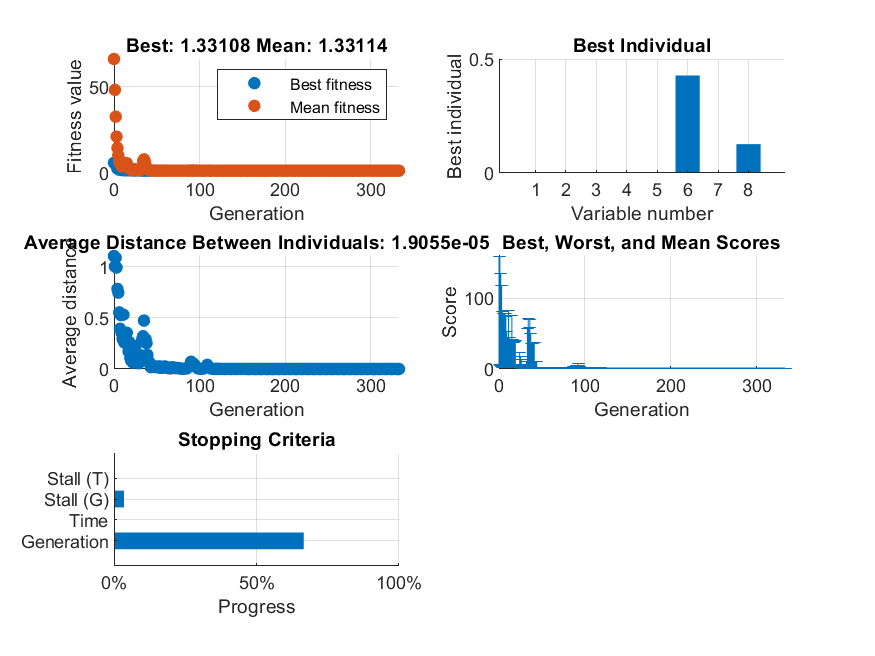 Best: 1.33108 Mean: 1.33114
Fitness value
50
0
Best fitness
Mean fitness
0 100 200 300
Generation
Best Individual
Best individual
0.5
0
1 2 3 4 5 6 7 8
Variable number
Average Distance Between Individuals: 1.9055e-05
Average distance
1
0.5
0
0 100 200 300
Generation
Best, Worst, and Mean Scores
Score
100
0
0 100 200 300
Generation
Stopping Criteria
Stall (T)
Stall (G)
Time
Generation
0% 50% 100%
Progress